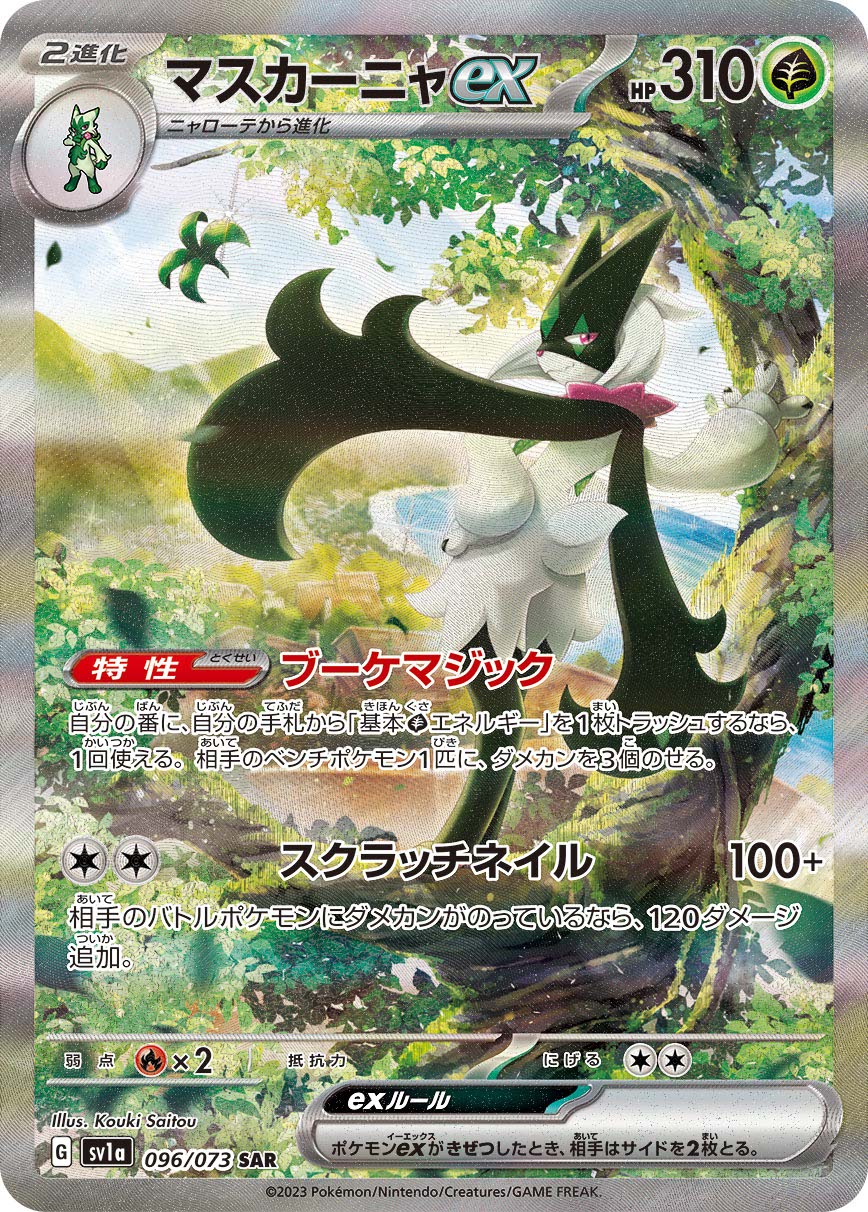 2進化
マスカーニャex
HP310
ニャローテから進化
特性 とくせい ブーケマジック
自分の番に、自分の手札から「基本エネルギー」を1枚トラッシュするなら、
1回使える。相手のベンチポケモン1匹に、ダメカンを3個のせる。
スクラッチネイル 100+
相手のバトルポケモンにダメカンがのっているなら、120ダメージ
追加。
弱点 ×2 抵抗力 にげる
exルール
ポケモンexがきぜつしたとき、相手はサイドを2枚とる。
Illus. Kouki Saitou
G sv1a 096/073 SAR
©2023 Pokémon/Nintendo/Creatures/GAME FREAK.